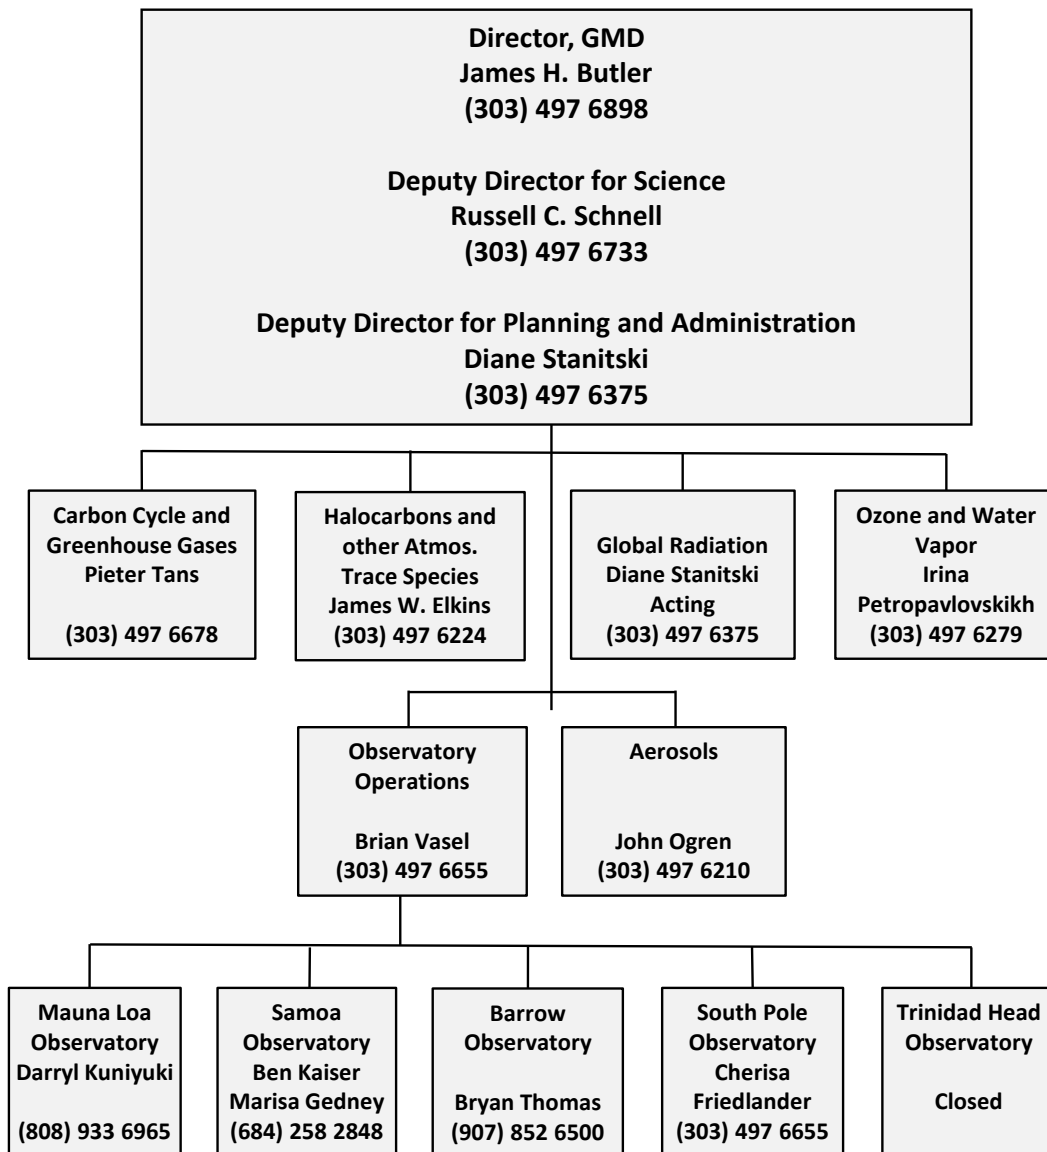 Director, GMD
James H. Butler
(303) 497 6898
Deputy Director for Science
Russell C. Schnell
(303) 497 6733
Deputy Director for Planning and Administration
Diane Stanitski
(303) 497 6375
Carbon Cycle and
Greenhouse Gases
Pieter Tans
(303) 497 6678
Halocarbons and
other Atmos.
Trace Species
James W. Elkins
(303) 497 6224
Global Radiation
Diane Stanitski
Acting
(303) 497 6375
Ozone and Water
Vapor
Irina
Petropavlovskikh
(303) 497 6279
Observatory
Operations
Brian Vasel
(303) 497 6655
Aerosols
John Ogren
(303) 497 6210
Mauna Loa
Observatory
Darryl Kuniyuki
(808) 933 6965
Samoa
Observatory
Ben Kaiser
Marisa Gedney
(684) 258 2848
Barrow
Observatory
Bryan Thomas
(907) 852 6500
South Pole
Observatory
Cherisa
Friedlander
(303) 497 6655
Trinidad Head
Observatory
Closed